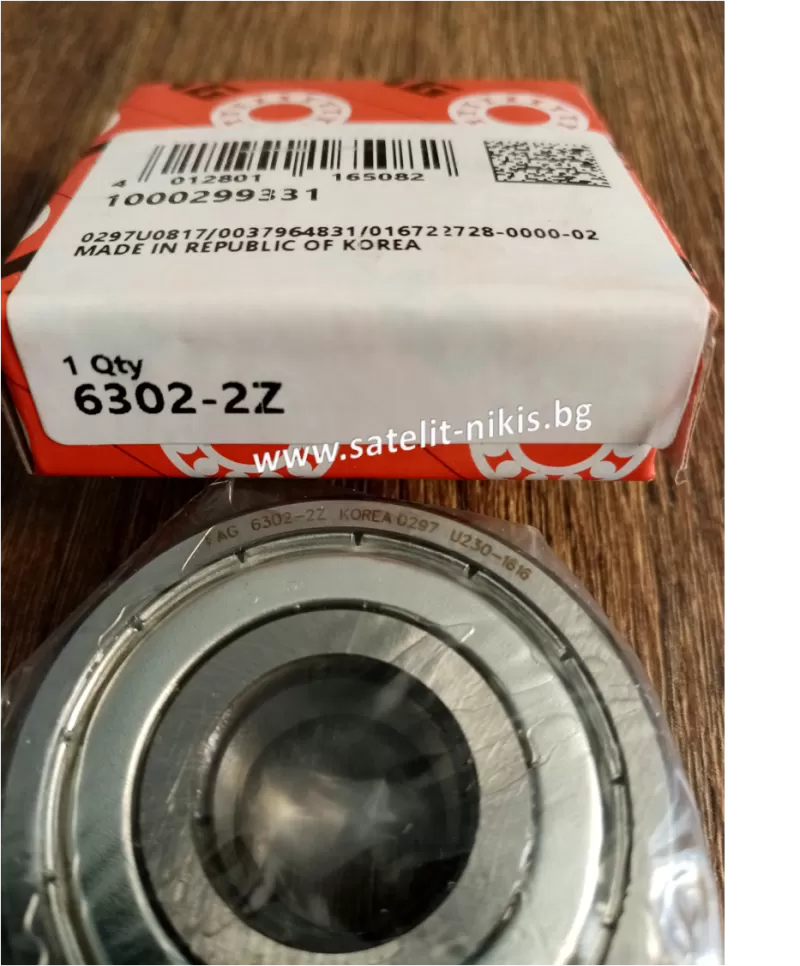 4 012801 165082
1000299331
0297U0817/0037964831/016722728-0000-02
MADE IN REPUBLIC OF KOREA
1 Qty
6302-2Z
www.satelit-nikis.bg
FAG 6302-2Z KOREA 0297 U230-1616